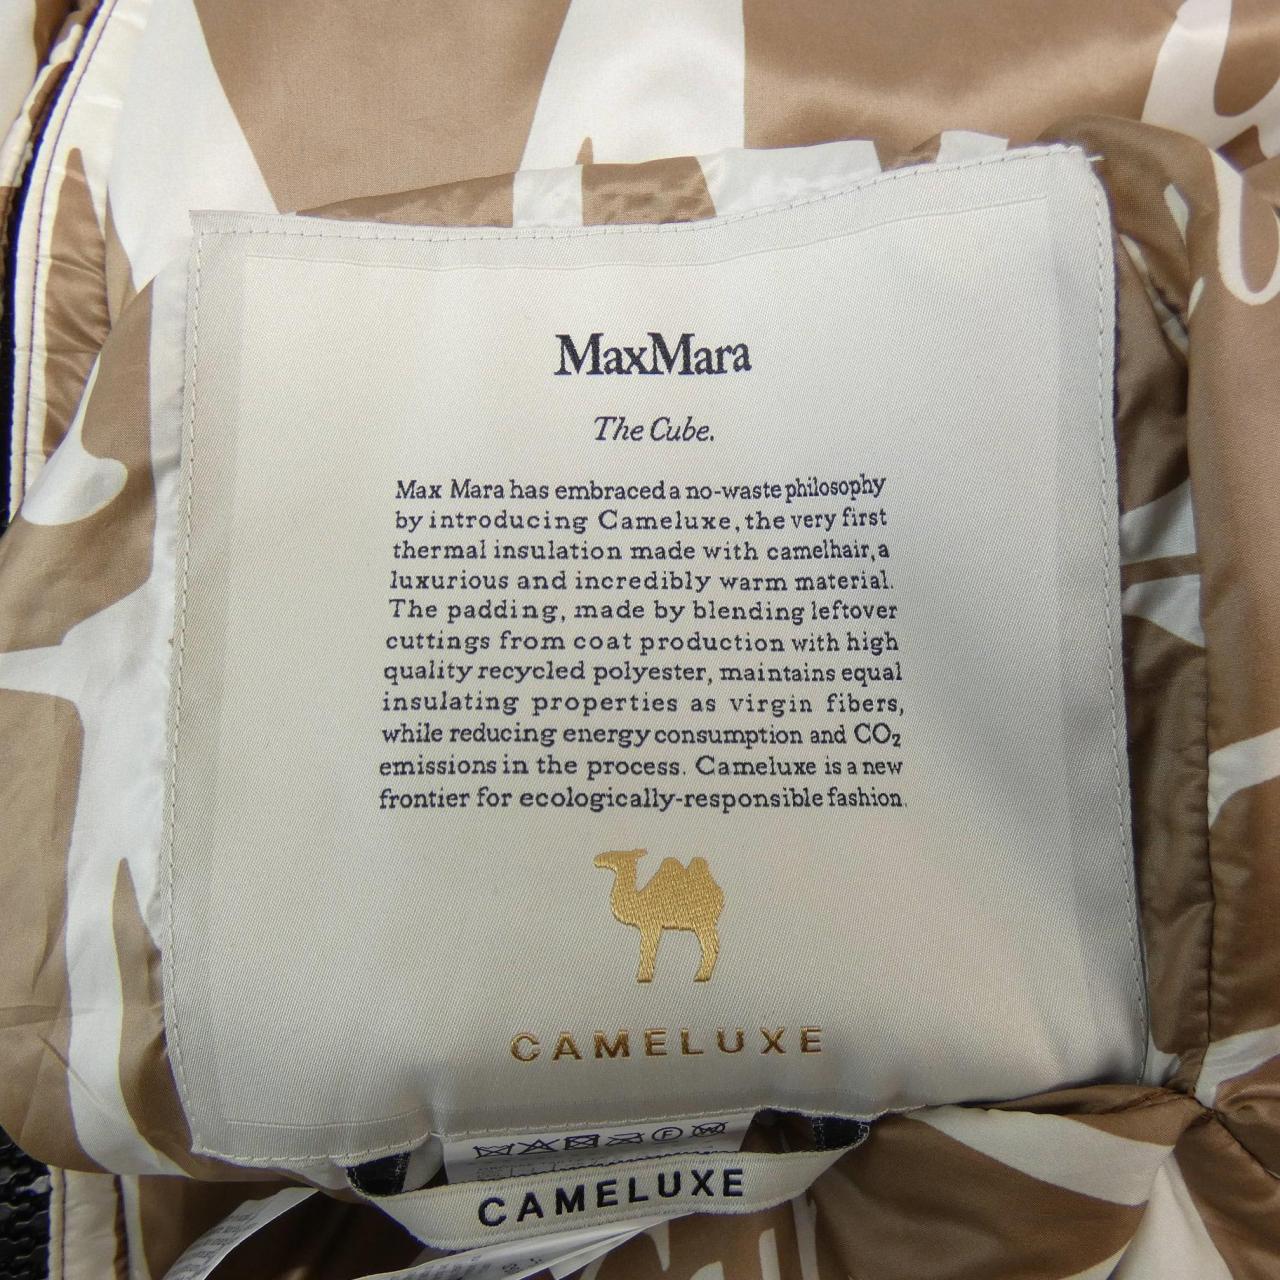 MaxMara
The Cube.
Max Mara has embraced a no-waste philosophy
by introducing Cameluxe, the very first
thermal insulation made with camelhair, a
luxurious and incredibly warm material.
The padding, made by blending leftover
cuttings from coat production with high
quality recycled polyester, maintains equal
insulating properties as virgin fibers,
while reducing energy consumption and CO₂
emissions in the process. Cameluxe is a new
frontier for ecologically-responsible fashion.
CAMELUXE
CAMELUXE